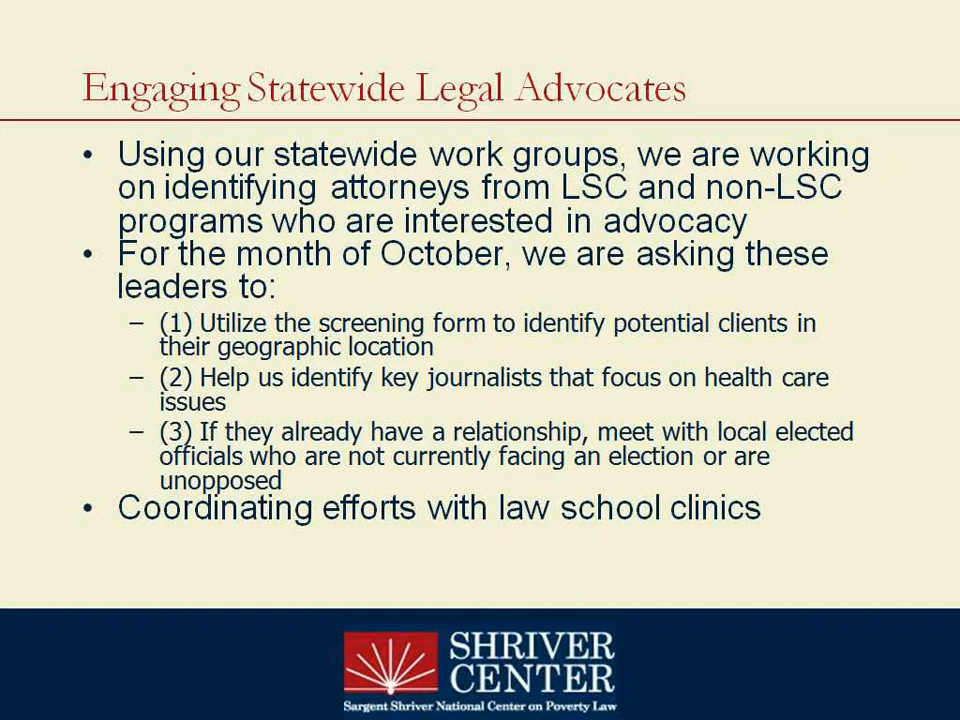 Engaging Statewide Legal Advocates
• Using our statewide work groups, we are working
on identifying attorneys from LSC and non-LSC
programs who are interested in advocacy
• For the month of October, we are asking these
leaders to:
– (1) Utilize the screening form to identify potential clients in
their geographic location
– (2) Help us identify key journalists that focus on health care
issues
– (3) If they already have a relationship, meet with local elected
officials who are not currently facing an election or are
unopposed
• Coordinating efforts with law school clinics
SHRIVER
CENTER
Sargent Shriver National Center on Poverty Law